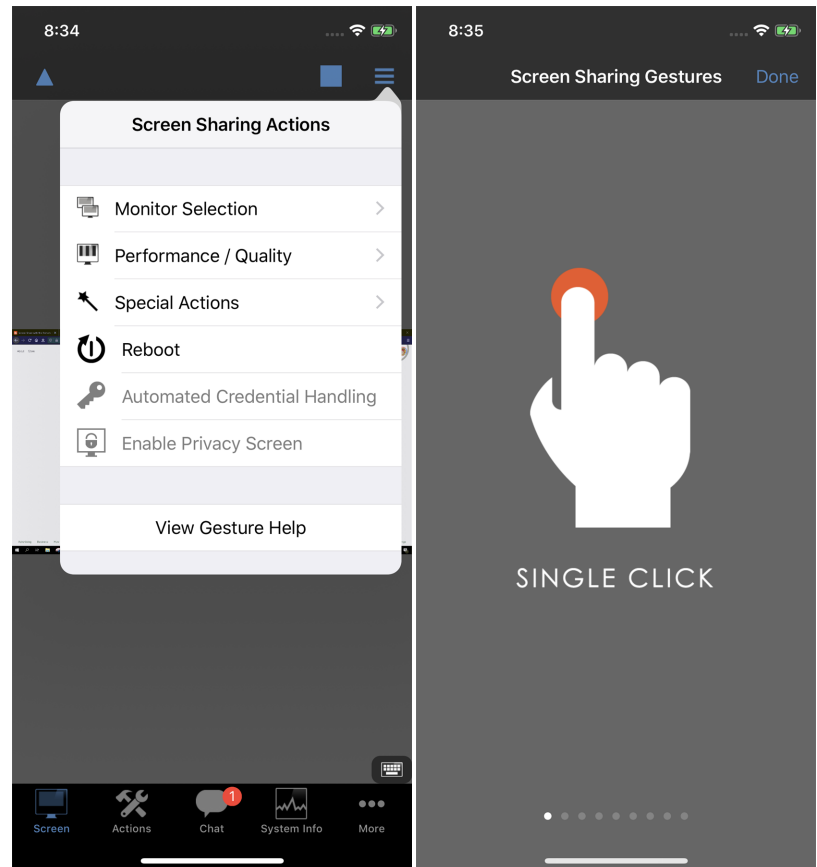 8:34
Screen Sharing Actions
Monitor Selection
Performance / Quality
Special Actions
Reboot
Automated Credential Handling
Enable Privacy Screen
View Gesture Help
1
Screen
Actions
Chat
System Info
More
8:35
Screen Sharing Gestures
Done
SINGLE CLICK